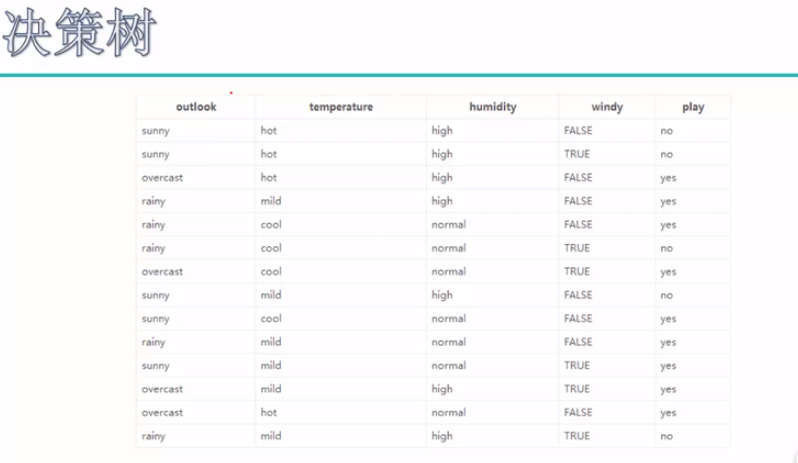 决策树
outlook temperature humidity windy play
sunny hot high FALSE no
sunny hot high TRUE no
overcast hot high FALSE yes
rainy mild high FALSE yes
rainy cool normal FALSE yes
rainy cool normal TRUE no
overcast cool normal TRUE yes
sunny mild high FALSE no
sunny cool normal FALSE yes
rainy mild normal FALSE yes
sunny mild normal TRUE yes
overcast mild high TRUE yes
overcast hot normal FALSE yes
rainy mild high TRUE no